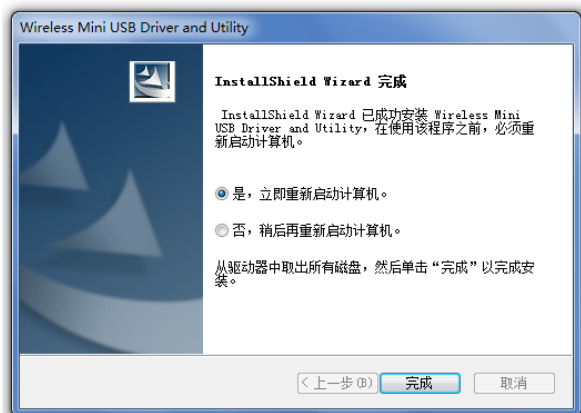 Wireless Mini USB Driver and Utility
InstallShield Wizard 完成
InstallShield Wizard 已成功安装 Wireless Mini
USB Driver and Utility，在使用该程序之前，必须重
新启动计算机。
是，立即重新启动计算机。
否，稍后再重新启动计算机。
从驱动器中取出所有磁盘，然后单击“完成”以完成安
装。
<上一步(B)
完成
取消